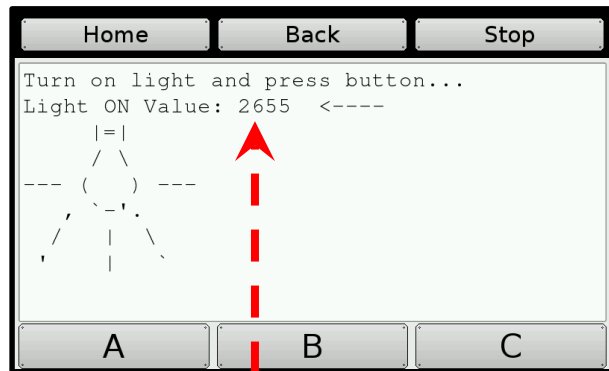 Home Back Stop
Turn on light and press button...
Light ON Value: 2655  <----
      |=|
      / \
--- (    ) ---
   , `-'.
  /   |  \
 '    |   `
A B C